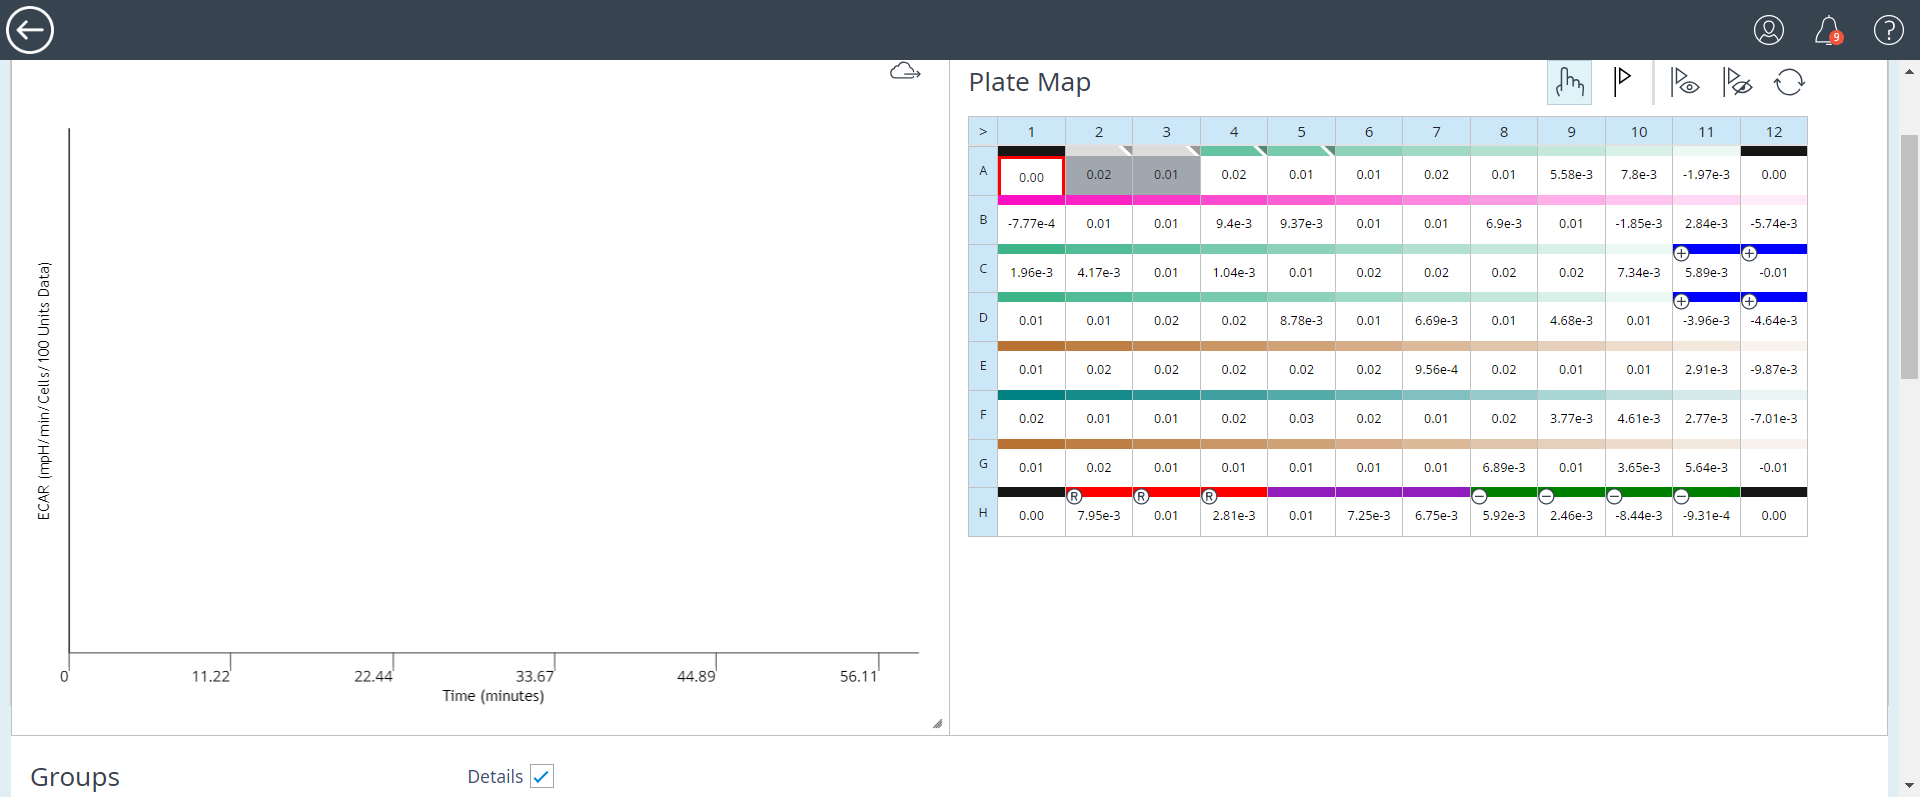 9
?
Plate Map
> 1 2 3 4 5 6 7 8 9 10 11 12
A 0.00 0.02 0.01 0.02 0.01 0.01 0.02 0.01 5.58e-3 7.8e-3 -1.97e-3 0.00
B -7.77e-4 0.01 0.01 9.4e-3 9.37e-3 0.01 0.01 6.9e-3 0.01 -1.85e-3 2.84e-3 -5.74e-3
+ +
C 1.96e-3 4.17e-3 0.01 1.04e-3 0.01 0.02 0.02 0.02 0.02 7.34e-3 5.89e-3 -0.01
+ +
D 0.01 0.01 0.02 0.02 8.78e-3 0.01 6.69e-3 0.01 4.68e-3 0.01 -3.96e-3 -4.64e-3
E 0.01 0.02 0.02 0.02 0.02 0.02 9.56e-4 0.02 0.01 0.01 2.91e-3 -9.87e-3
F 0.02 0.01 0.01 0.02 0.03 0.02 0.01 0.02 3.77e-3 4.61e-3 2.77e-3 -7.01e-3
G 0.01 0.02 0.01 0.01 0.01 0.01 0.01 6.89e-3 0.01 3.65e-3 5.64e-3 -0.01
R R R − − − −
H 0.00 7.95e-3 0.01 2.81e-3 0.01 7.25e-3 6.75e-3 5.92e-3 2.46e-3 -8.44e-3 -9.31e-4 0.00
ECAR (mpH/min/Cells/100 Units Data)
0 11.22 22.44 33.67 44.89 56.11
Time (minutes)
Groups
Details